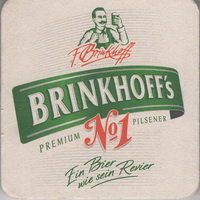 F. Brinkhoff
BRINKHOFF's
PREMIUM No1 PILSENER
Ein Bier
wie sein Revier